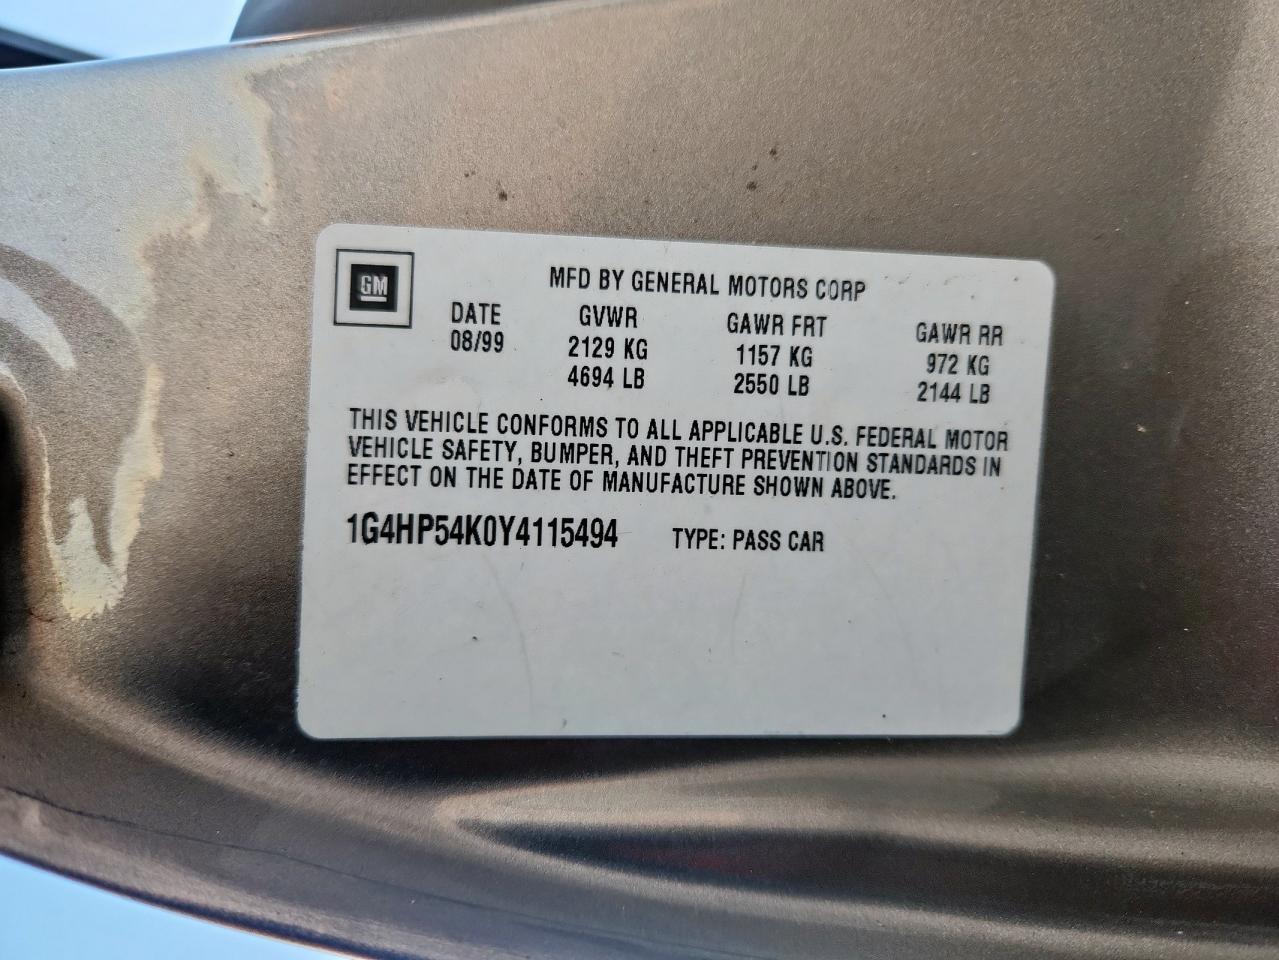 GM
MFD BY GENERAL MOTORS CORP
DATE GVWR GAWR FRT GAWR RR
08/99 2129 KG 1157 KG 972 KG
4694 LB 2550 LB 2144 LB
THIS VEHICLE CONFORMS TO ALL APPLICABLE U.S. FEDERAL MOTOR
VEHICLE SAFETY, BUMPER, AND THEFT PREVENTION STANDARDS IN
EFFECT ON THE DATE OF MANUFACTURE SHOWN ABOVE.
1G4HP54K0Y4115494 TYPE: PASS CAR